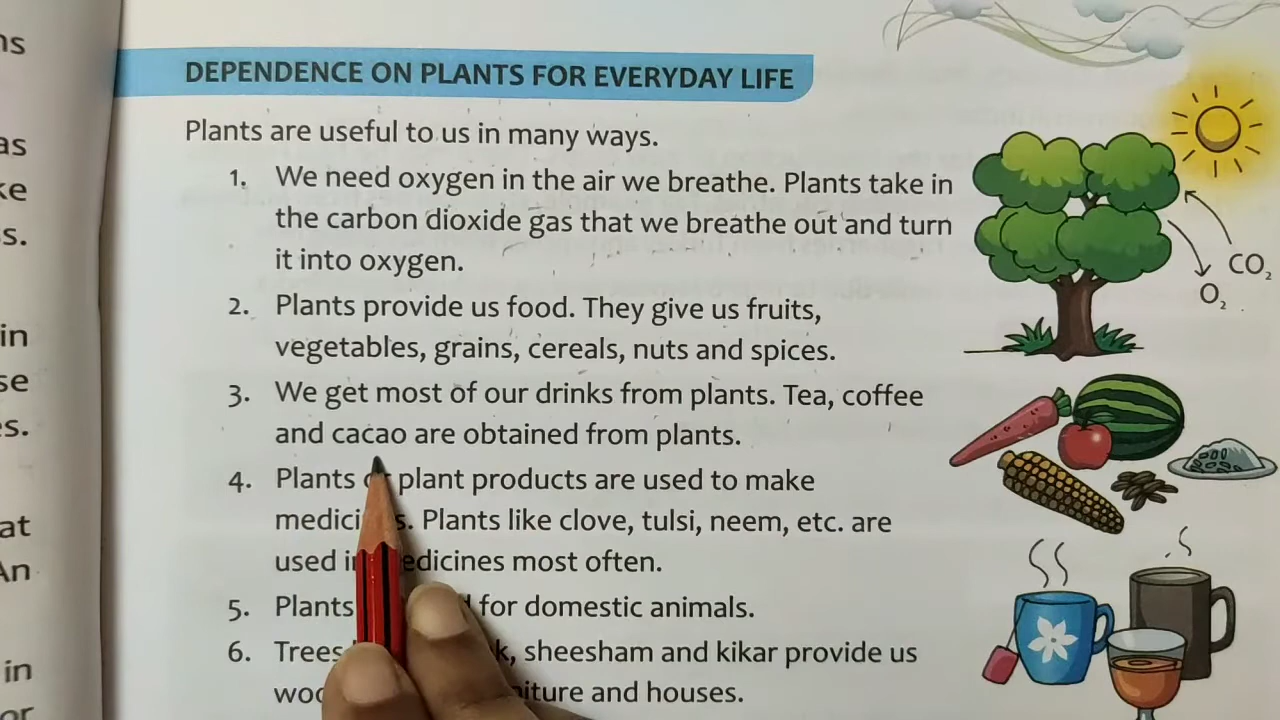 DEPENDENCE ON PLANTS FOR EVERYDAY LIFE
Plants are useful to us in many ways.
1. We need oxygen in the air we breathe. Plants take in
the carbon dioxide gas that we breathe out and turn
it into oxygen.
2. Plants provide us food. They give us fruits,
vegetables, grains, cereals, nuts and spices.
3. We get most of our drinks from plants. Tea, coffee
and cacao are obtained from plants.
4. Plants plant products are used to make
Plants like clove, tulsi, neem, etc. are
used most often.
5. Plants for domestic animals.
6. Trees sheesham and kikar provide us
and houses.
CO₂
O₂
as
in
at
An
in